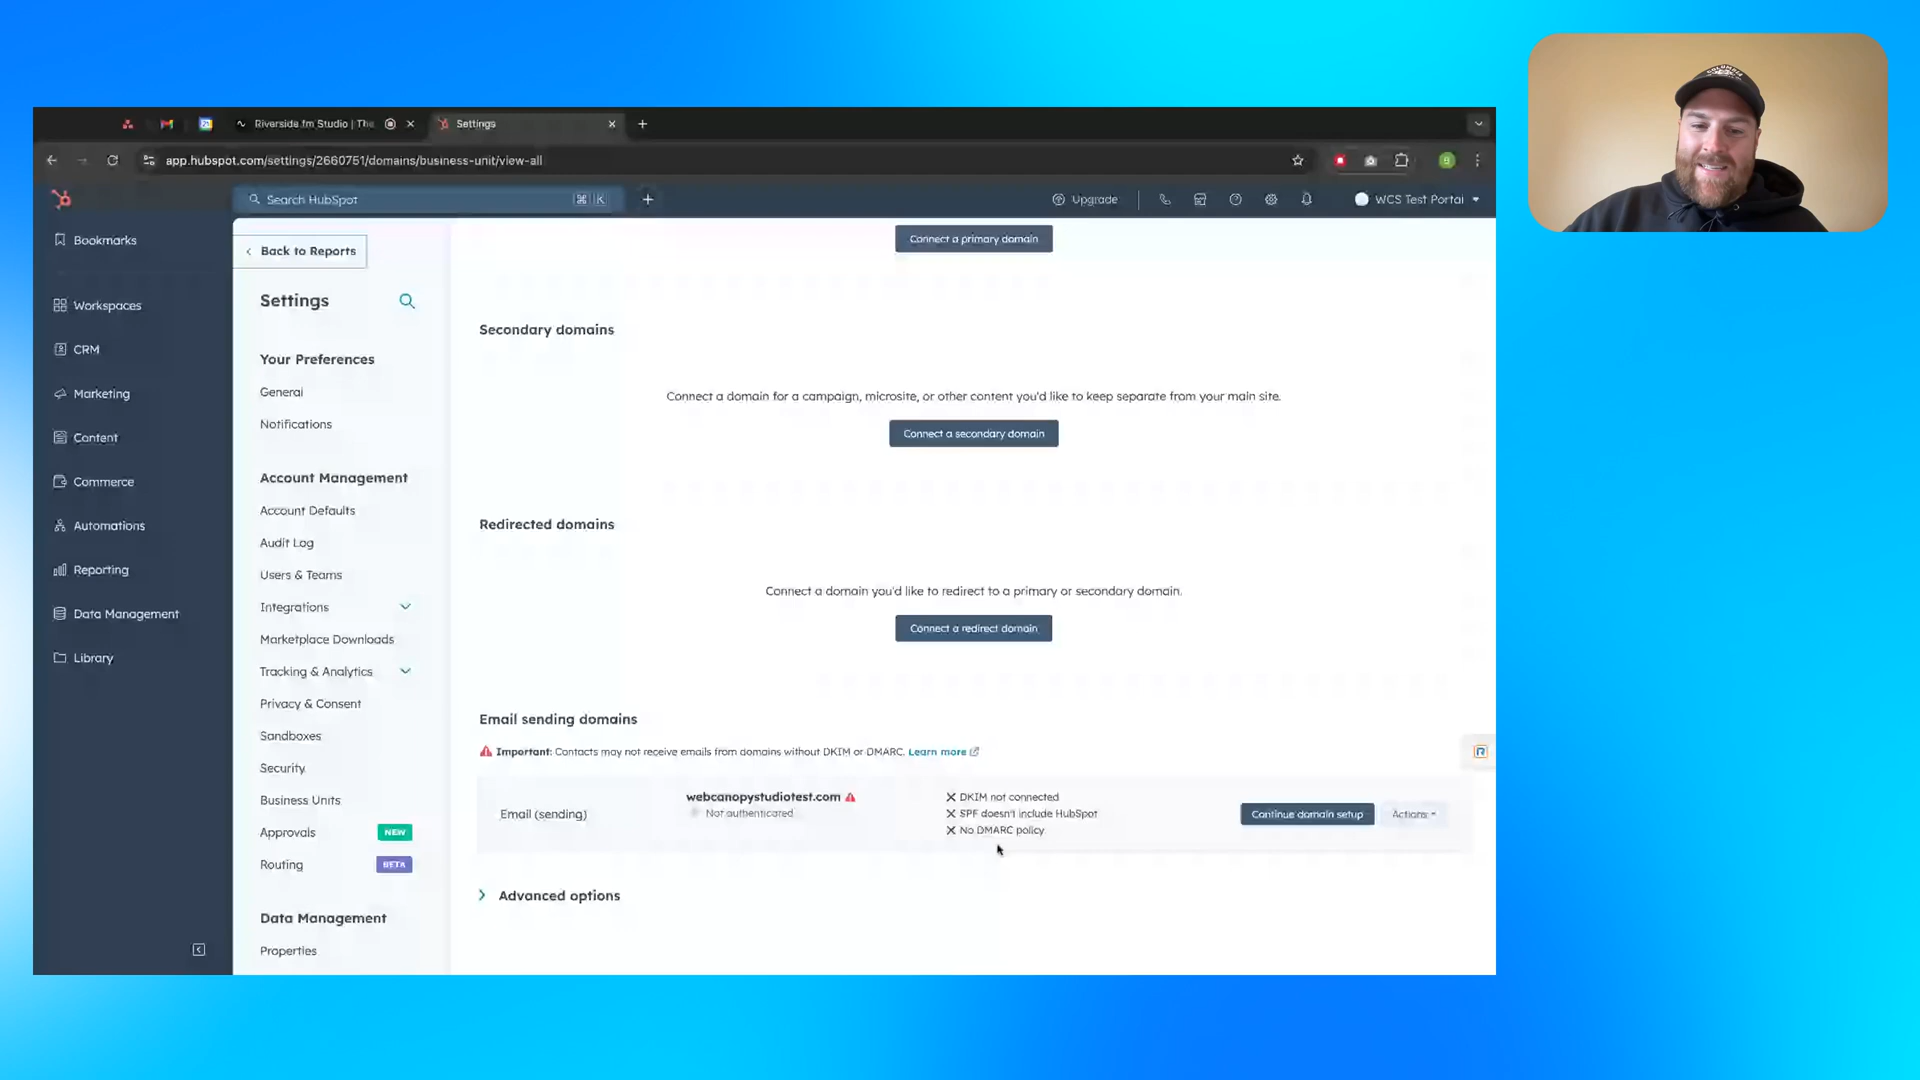 Riverside.fm Studio | The
Settings
app.hubspot.com/settings/2660751/domains/business-unit/view-all
Search HubSpot
⌘ K
Upgrade
WCS Test Portal
Bookmarks
Workspaces
CRM
Marketing
Content
Commerce
Automations
Reporting
Data Management
Library
Back to Reports
Settings
Your Preferences
General
Notifications
Account Management
Account Defaults
Audit Log
Users & Teams
Integrations
Marketplace Downloads
Tracking & Analytics
Privacy & Consent
Sandboxes
Security
Business Units
Approvals NEW
Routing BETA
Data Management
Properties
Connect a primary domain
Secondary domains
Connect a domain for a campaign, microsite, or other content you'd like to keep separate from your main site.
Connect a secondary domain
Redirected domains
Connect a domain you'd like to redirect to a primary or secondary domain.
Connect a redirect domain
Email sending domains
Important: Contacts may not receive emails from domains without DKIM or DMARC. Learn more
Email (sending)
webcanopystudiotest.com
Not authenticated
DKIM not connected
SPF doesn't include HubSpot
No DMARC policy
Continue domain setup
Actions
Advanced options